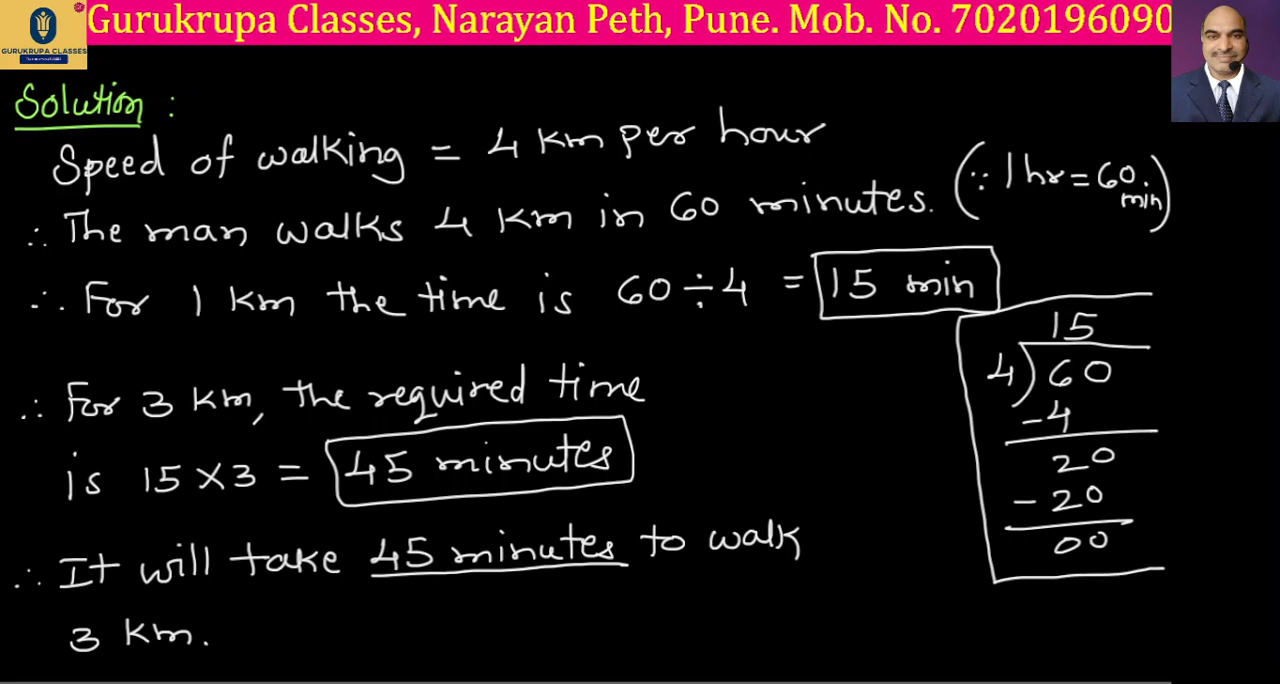 Gurukrupa Classes, Narayan Peth, Pune. Mob. No. 7020196090
GURUKRUPA CLASSES
Solution :
Speed of walking = 4 km per hour
∴ The man walks 4 km in 60 minutes. (∵ 1 hr = 60 min)
∴ For 1 km the time is 60 ÷ 4 = 15 min
∴ For 3 km, the required time
is 15 × 3 = 45 minutes
∴ It will take 45 minutes to walk
3 km.
15
4)60
-4
20
-20
00